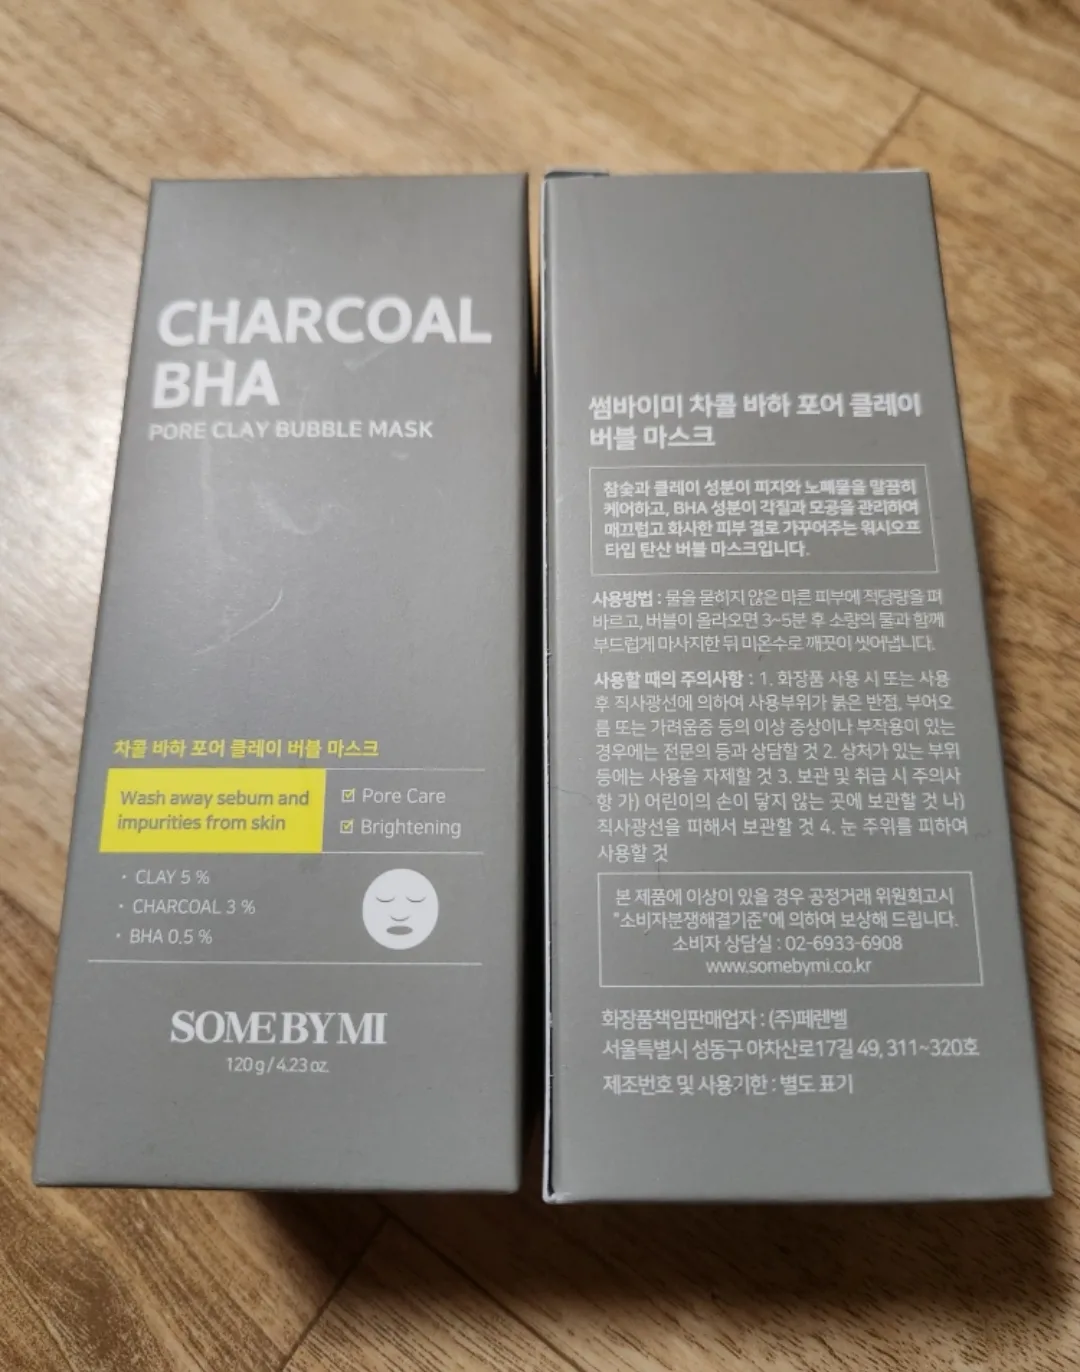 CHARCOAL
BHA
PORE CLAY BUBBLE MASK
차콜 바하 포어 클레이 버블 마스크
Wash away sebum and
impurities from skin
Pore Care
Brightening
· CLAY 5 %
· CHARCOAL 3 %
· BHA 0.5 %
SOME BY MI
120 g / 4.23 oz.
썸바이미 차콜 바하 포어 클레이
버블 마스크
참숯과 클레이 성분이 피지와 노폐물을 말끔히
케어하고, BHA 성분이 각질과 모공을 관리하여
매끄럽고 화사한 피부 결로 가꾸어주는 워시오프
타입 탄산 버블 마스크입니다.
사용방법 : 물을 묻히지 않은 마른 피부에 적당량을 펴
바르고, 버블이 올라오면 3~5분 후 소량의 물과 함께
부드럽게 마사지한 뒤 미온수로 깨끗이 씻어냅니다.
사용할 때의 주의사항 : 1. 화장품 사용 시 또는 사용
후 직사광선에 의하여 사용부위가 붉은 반점, 부어오
름 또는 가려움증 등의 이상 증상이나 부작용이 있는
경우에는 전문의 등과 상담할 것 2. 상처가 있는 부위
등에는 사용을 자제할 것 3. 보관 및 취급 시 주의사
항 가) 어린이의 손이 닿지 않는 곳에 보관할 것 나)
직사광선을 피해서 보관할 것 4. 눈 주위를 피하여
사용할 것
본 제품에 이상이 있을 경우 공정거래 위원회고시
"소비자분쟁해결기준"에 의하여 보상해 드립니다.
소비자 상담실 : 02-6933-6908
www.somebymi.co.kr
화장품책임판매업자 : (주)페렌벨
서울특별시 성동구 아차산로17길 49, 311~320호
제조번호 및 사용기한 : 별도 표기